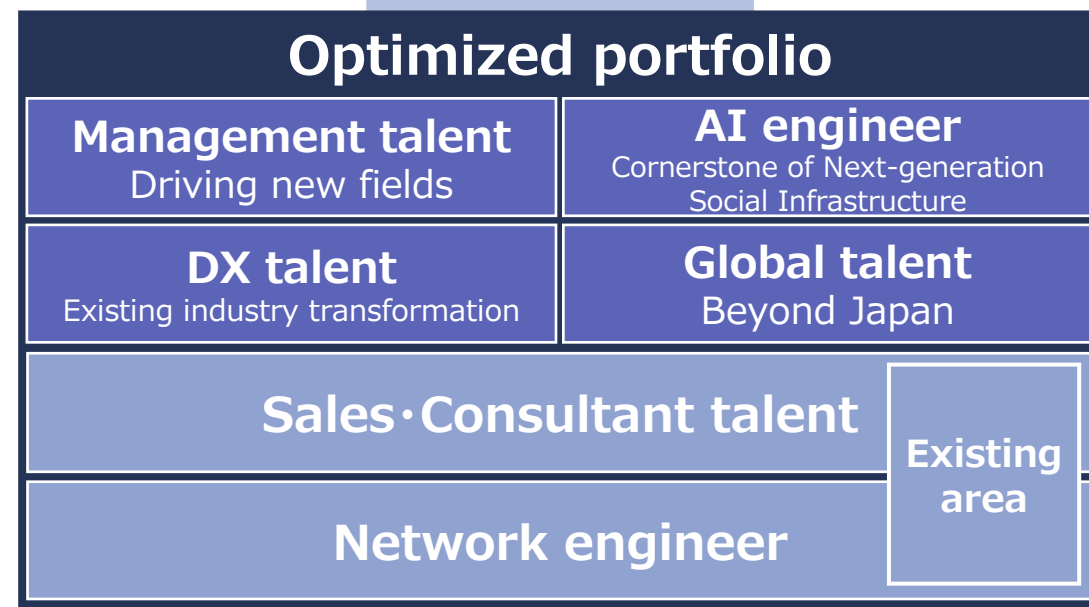 Optimized portfolio
Management talent
Driving new fields
AI engineer
Cornerstone of Next-generation
Social Infrastructure
DX talent
Existing industry transformation
Global talent
Beyond Japan
Sales・Consultant talent
Existing
area
Network engineer